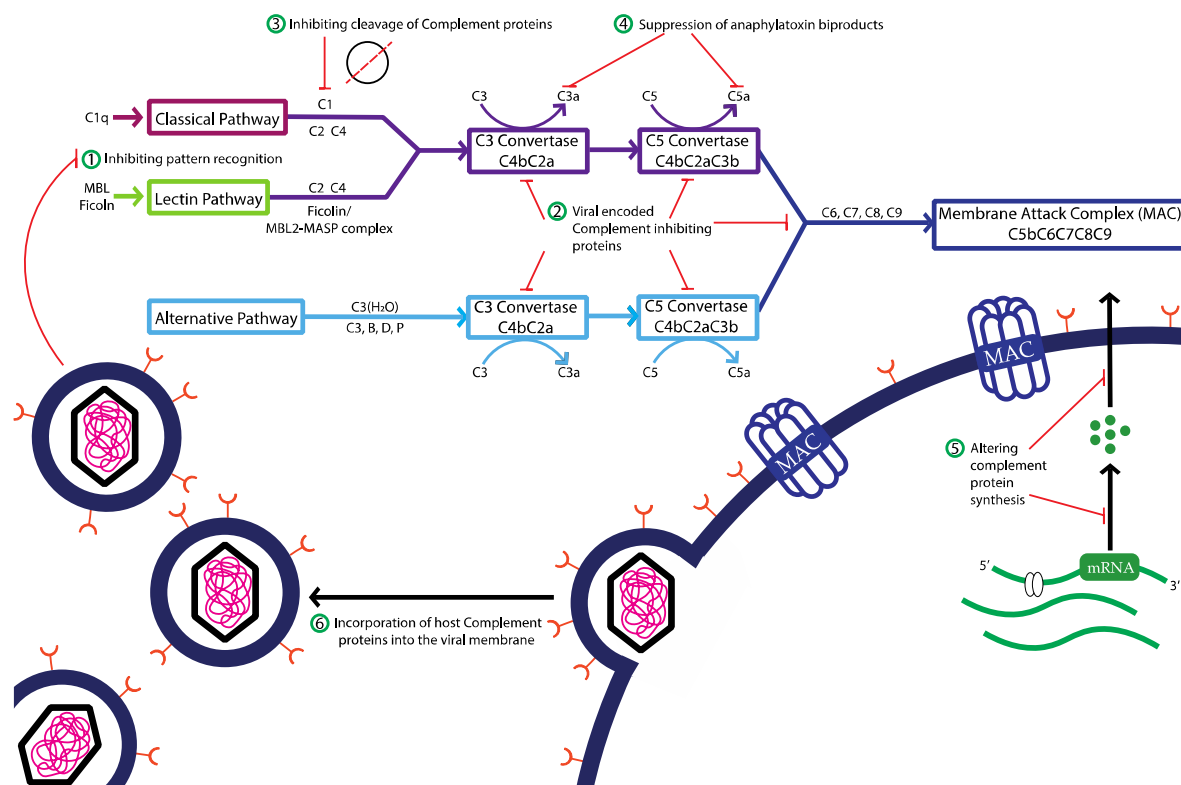 ③ Inhibiting cleavage of Complement proteins
④ Suppression of anaphylatoxin biproducts
C1q
Classical Pathway
C1
C2 C4
C3
C3a
C3 Convertase
C4bC2a
C5
C5a
C5 Convertase
C4bC2aC3b
① Inhibiting pattern recognition
MBL
Ficoln
Lectin Pathway
C2 C4
Ficolin/
MBL2-MASP complex
② Viral encoded
Complement inhibiting
proteins
C6, C7, C8, C9
Membrane Attack Complex (MAC)
C5bC6C7C8C9
Alternative Pathway
C3(H₂O)
C3, B, D, P
C3 Convertase
C4bC2a
C3
C3a
C5 Convertase
C4bC2aC3b
C5
C5a
MAC
MAC
⑤ Altering
complement
protein
synthesis
5′
mRNA
3′
⑥ Incorporation of host Complement
proteins into the viral membrane